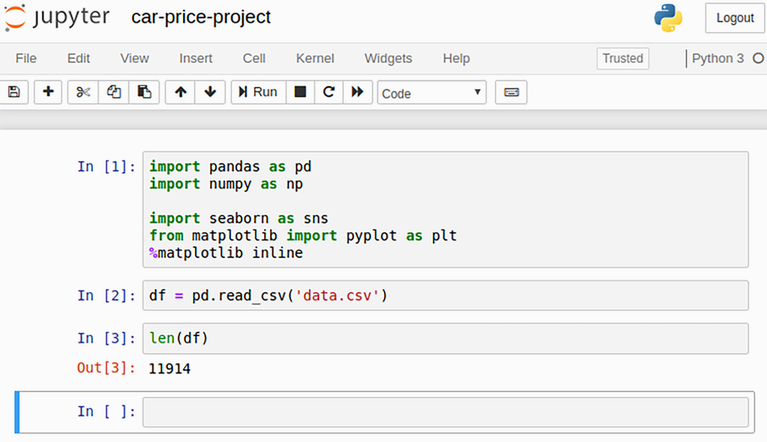 jupyter car-price-project
Logout
File Edit View Insert Cell Kernel Widgets Help Trusted Python 3
Run Code
In [1]: import pandas as pd
import numpy as np
import seaborn as sns
from matplotlib import pyplot as plt
%matplotlib inline
In [2]: df = pd.read_csv('data.csv')
In [3]: len(df)
Out[3]: 11914
In [ ]: